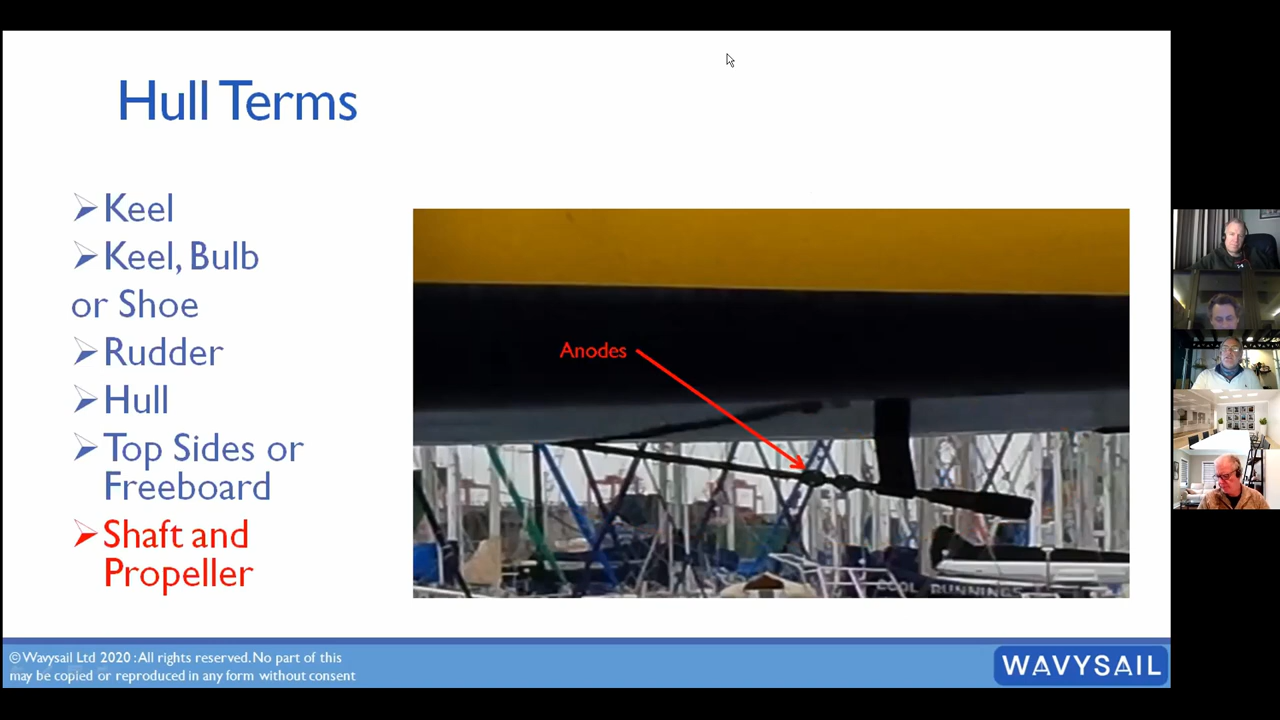 Hull Terms
Keel
Keel, Bulb
or Shoe
Rudder
Hull
Top Sides or
Freeboard
Shaft and
Propeller
Anodes
COOL RUNNINGS
© Wavysail Ltd 2020 : All rights reserved. No part of this
may be copied or reproduced in any form without consent
WAVYSAIL